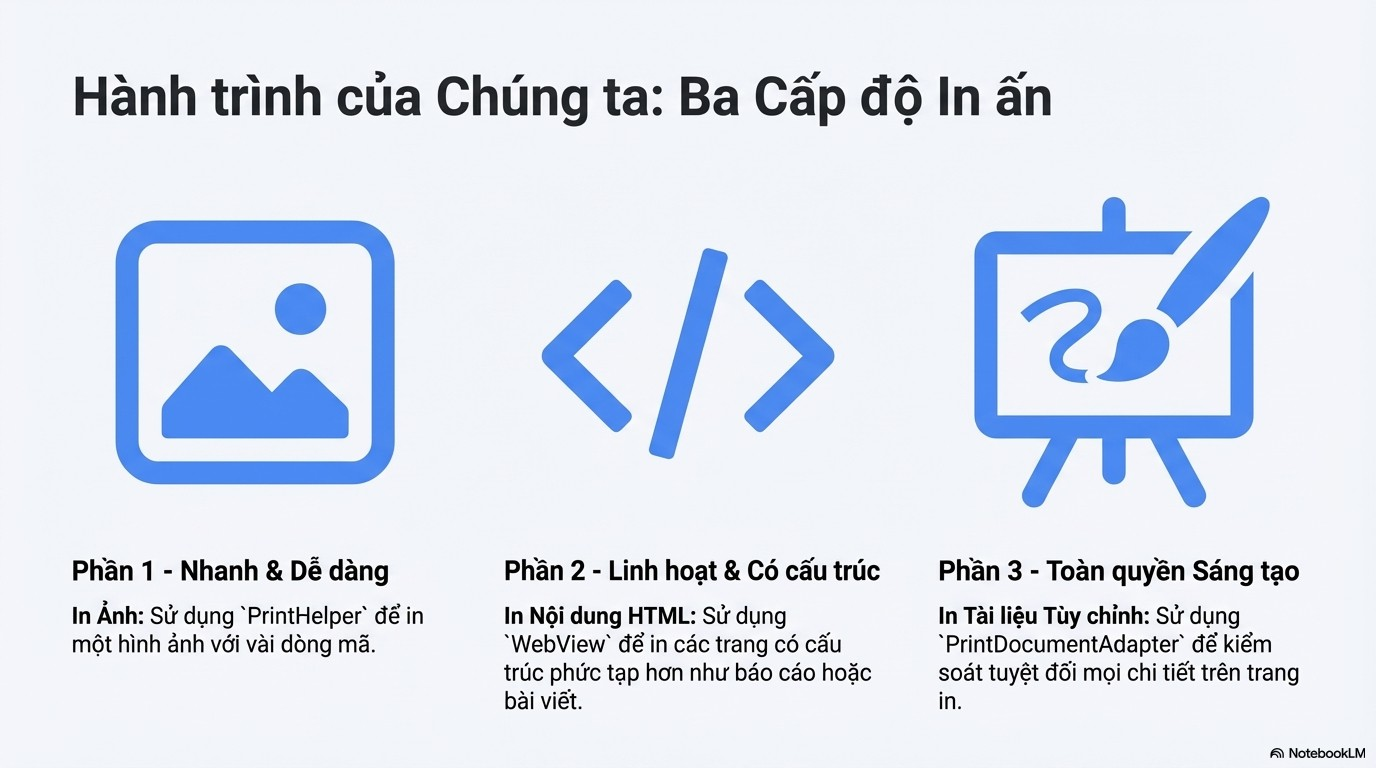 Hành trình của Chúng ta: Ba Cấp độ In ấn
Phần 1 - Nhanh & Dễ dàng
In Ảnh: Sử dụng `PrintHelper` để in
một hình ảnh với vài dòng mã.
Phần 2 - Linh hoạt & Có cấu trúc
In Nội dung HTML: Sử dụng
`WebView` để in các trang có cấu
trúc phức tạp hơn như báo cáo hoặc
bài viết.
Phần 3 - Toàn quyền Sáng tạo
In Tài liệu Tùy chỉnh: Sử dụng
`PrintDocumentAdapter` để kiểm
soát tuyệt đối mọi chi tiết trên trang
in.
NotebookLM